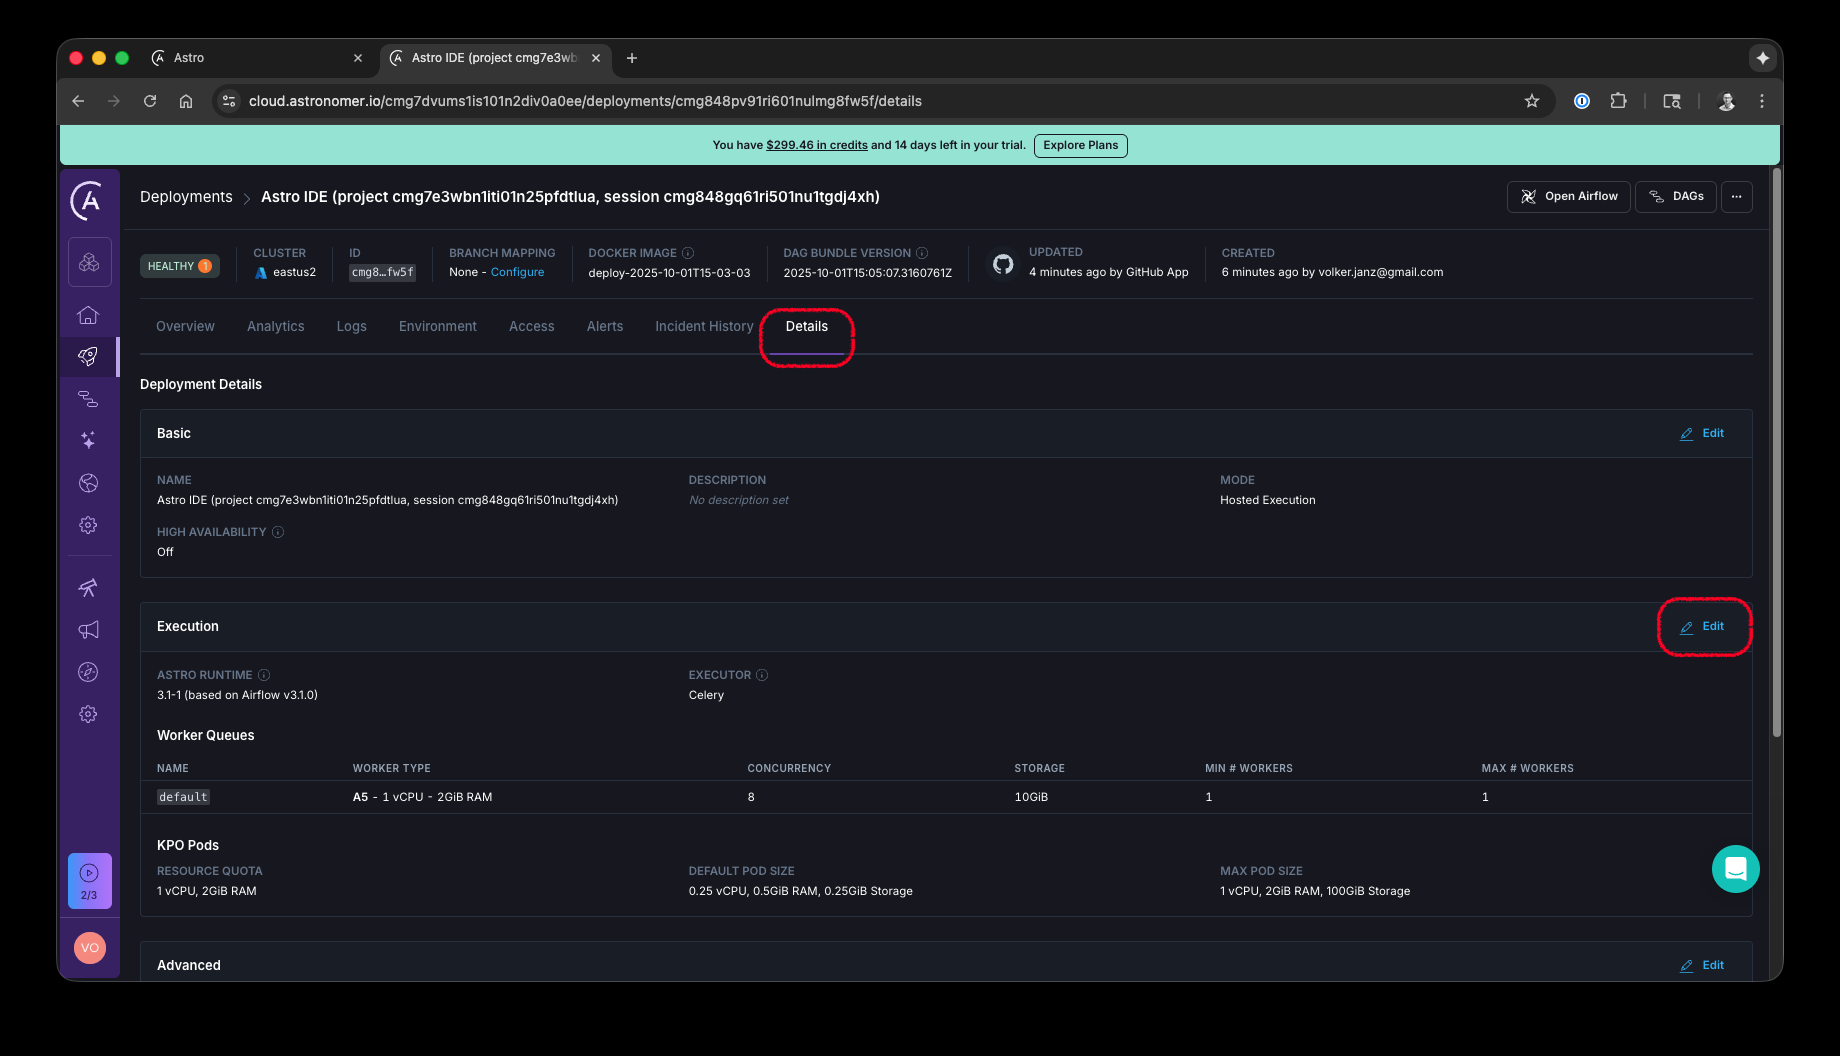 Astro
Astro IDE (project cmg7e3wb
cloud.astronomer.io/cmg7dvums1is101n2div0a0ee/deployments/cmg848pv91ri601nulmg8fw5f/details
You have $299.46 in credits and 14 days left in your trial. Explore Plans
Deployments > Astro IDE (project cmg7e3wbn1iti01n25pfdtlua, session cmg848gq61ri501nu1tgdj4xh)
Open Airflow DAGs ...
HEALTHY 1
CLUSTER
eastus2
ID
cmg8…fw5f
BRANCH MAPPING
None - Configure
DOCKER IMAGE
deploy-2025-10-01T15-03-03
DAG BUNDLE VERSION
2025-10-01T15:05:07.3160761Z
UPDATED
4 minutes ago by GitHub App
CREATED
6 minutes ago by volker.janz@gmail.com
Overview Analytics Logs Environment Access Alerts Incident History Details
Deployment Details
Basic Edit
NAME DESCRIPTION MODE
Astro IDE (project cmg7e3wbn1iti01n25pfdtlua, session cmg848gq61ri501nu1tgdj4xh) No description set Hosted Execution
HIGH AVAILABILITY
Off
Execution Edit
ASTRO RUNTIME EXECUTOR
3.1-1 (based on Airflow v3.1.0) Celery
Worker Queues
NAME WORKER TYPE CONCURRENCY STORAGE MIN # WORKERS MAX # WORKERS
default A5 - 1 vCPU - 2GiB RAM 8 10GiB 1 1
KPO Pods
RESOURCE QUOTA DEFAULT POD SIZE MAX POD SIZE
1 vCPU, 2GiB RAM 0.25 vCPU, 0.5GiB RAM, 0.25GiB Storage 1 vCPU, 2GiB RAM, 100GiB Storage
Advanced Edit
2/3
VO